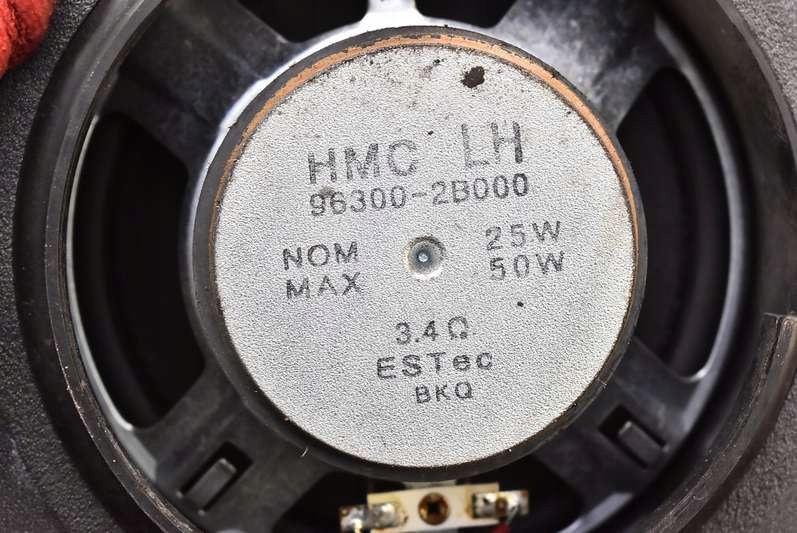 HMC LH
96300-2B000
NOM 25W
MAX 50W
3.4Ω
ESTec
BKQ